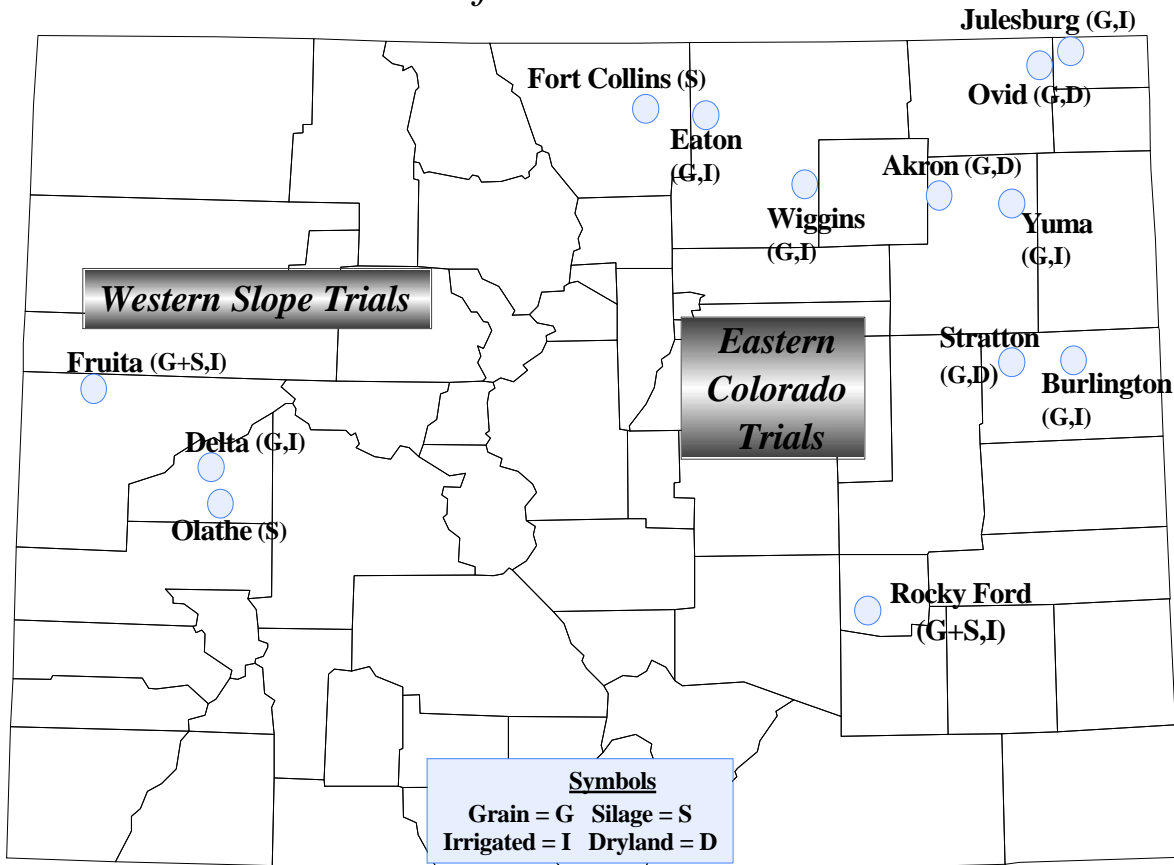 Julesburg (G,I)
Fort Collins (S)
Ovid (G,D)
Eaton
(G,I)
Akron (G,D)
Wiggins
(G,I)
Yuma
(G,I)
Western Slope Trials
Eastern
Colorado
Trials
Stratton
(G,D)
Burlington
(G,I)
Fruita (G+S,I)
Delta (G,I)
Olathe (S)
Rocky Ford
(G+S,I)
Symbols
Grain = G Silage = S
Irrigated = I Dryland = D